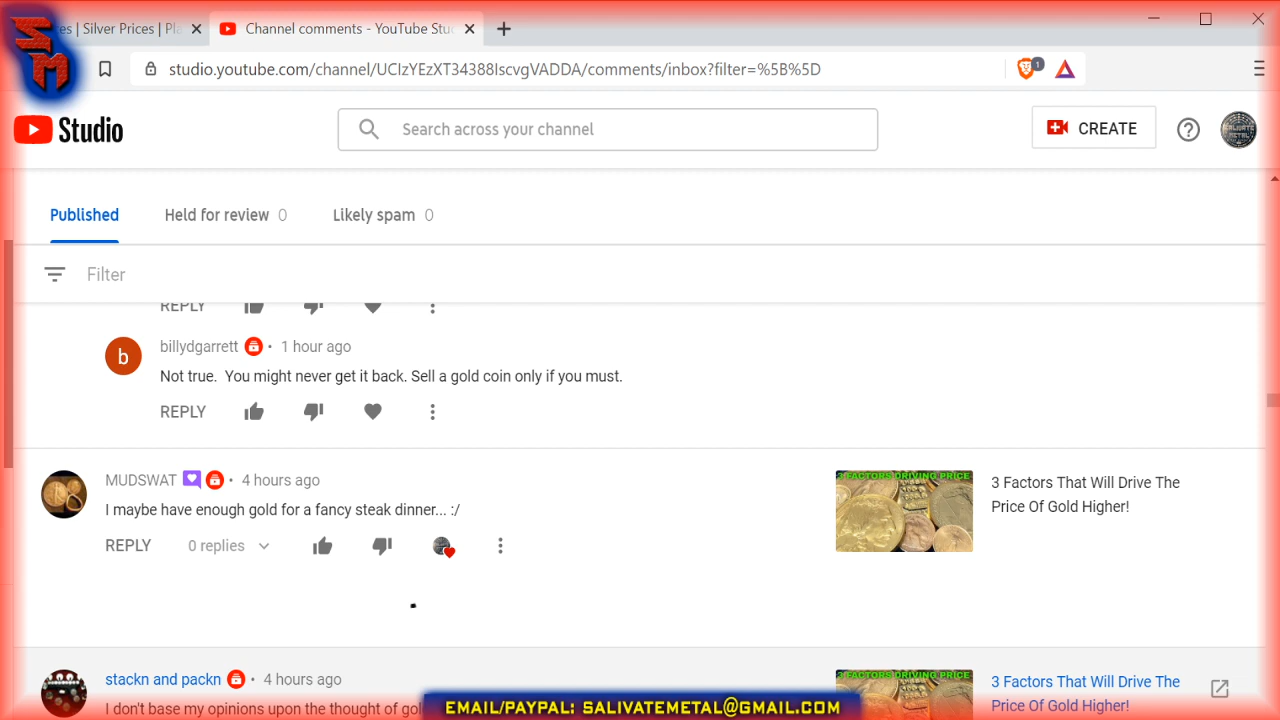 SM
es | Silver Prices | Pla
Channel comments - YouTube Stu
studio.youtube.com/channel/UCIzYEzXT34388lscvgVADDA/comments/inbox?filter=%5B%5D
1
Studio
Search across your channel
CREATE
SALIVATE METAL
Published
Held for review 0
Likely spam 0
Filter
REPLY
b
billydgarrett • 1 hour ago
Not true.  You might never get it back. Sell a gold coin only if you must.
REPLY
MUDSWAT • 4 hours ago
I maybe have enough gold for a fancy steak dinner... :/
REPLY 0 replies
3 FACTORS DRIVING PRICE
3 Factors That Will Drive The
Price Of Gold Higher!
stackn and packn • 4 hours ago
I don't base my opinions upon the thought of gol
3 FACTORS DRIVING PRICE
3 Factors That Will Drive The
Price Of Gold Higher!
EMAIL/PAYPAL: SALIVATEMETAL@GMAIL.COM